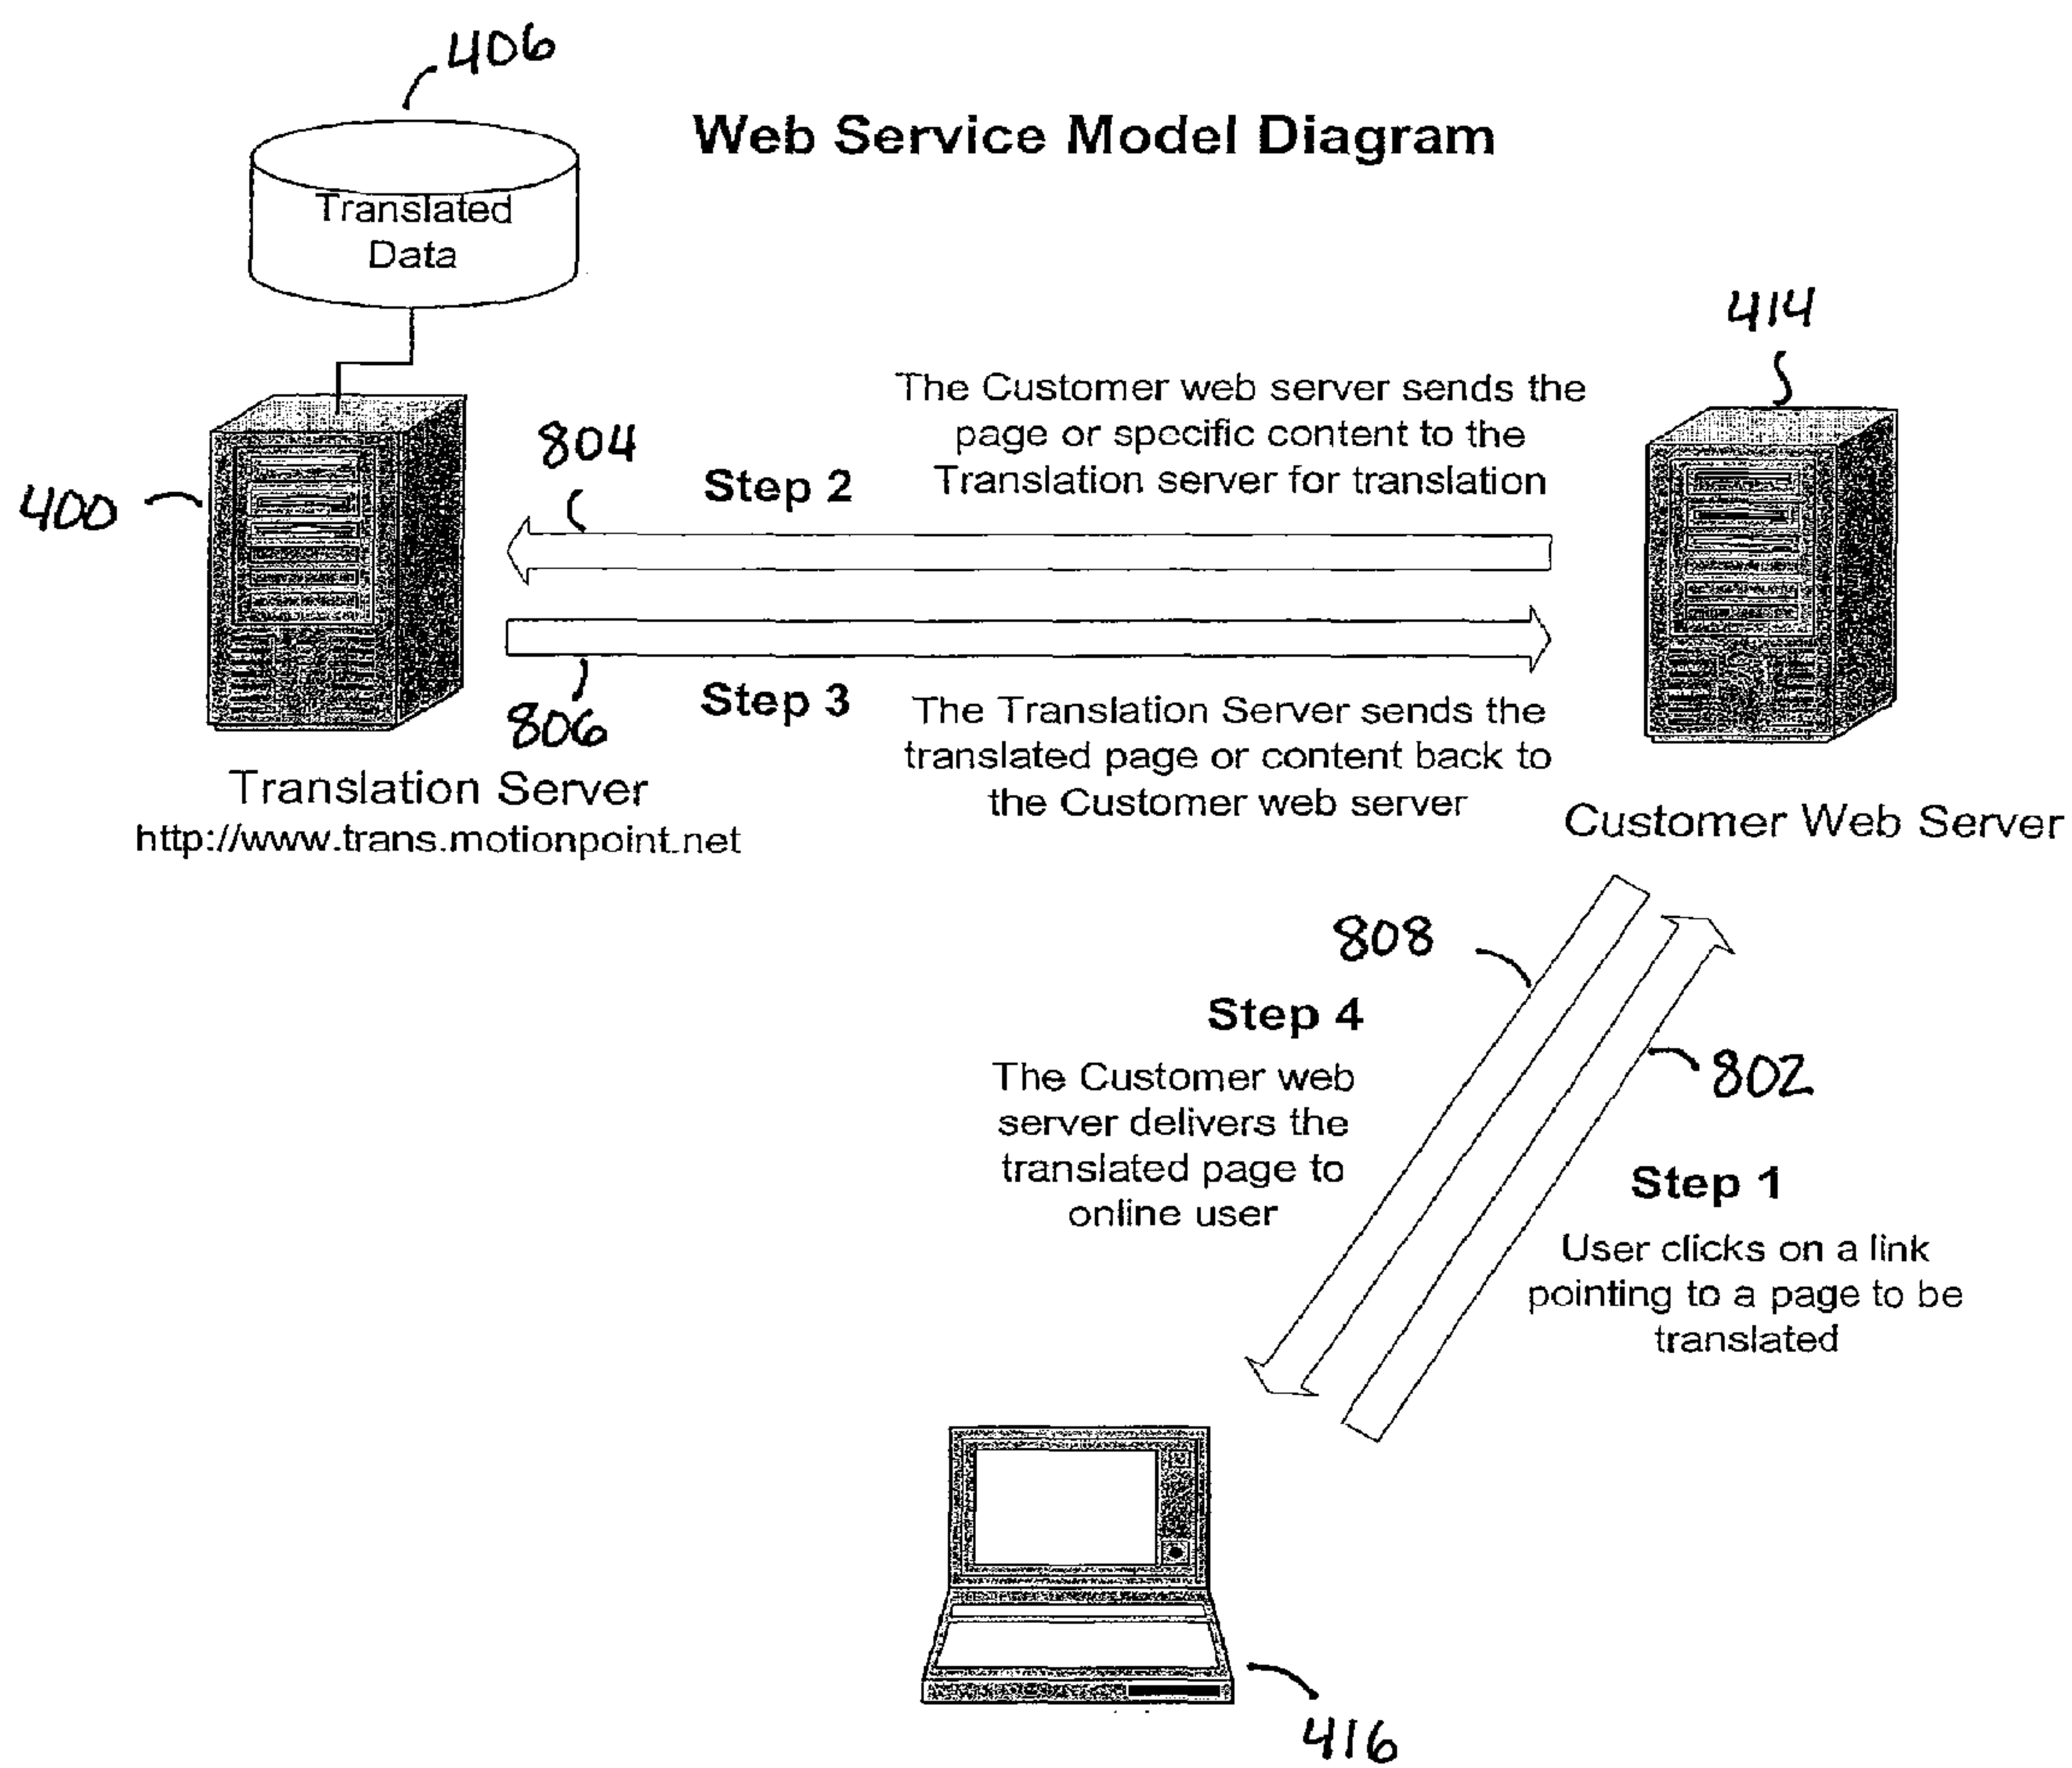 406
Web Service Model Diagram
Translated
Data
414
The Customer web server sends the
page or specific content to the
Translation server for translation
804
Step 2
400
806
Step 3
The Translation Server sends the
translated page or content back to
the Customer web server
Translation Server
http://www.trans.motionpoint.net
Customer Web Server
808
Step 4
The Customer web
server delivers the
translated page to
online user
802
Step 1
User clicks on a link
pointing to a page to be
translated
416